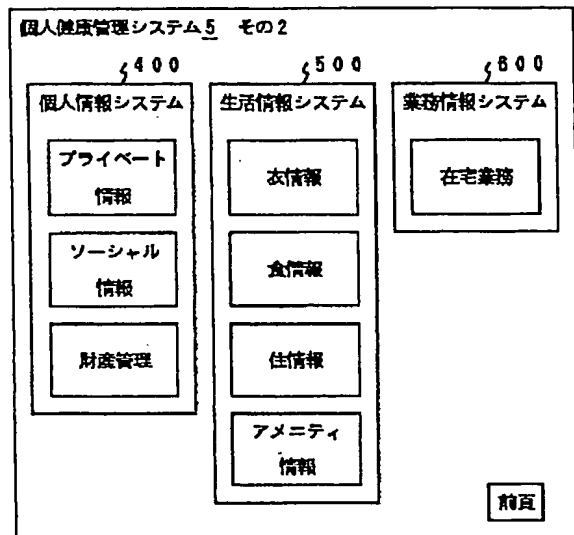 個人健康管理システム5 その2
400
個人情報システム
プライベート
情報
ソーシャル
情報
財産管理
500
生活情報システム
衣情報
食情報
住情報
アメニティ
情報
600
業務情報システム
在宅業務
前頁